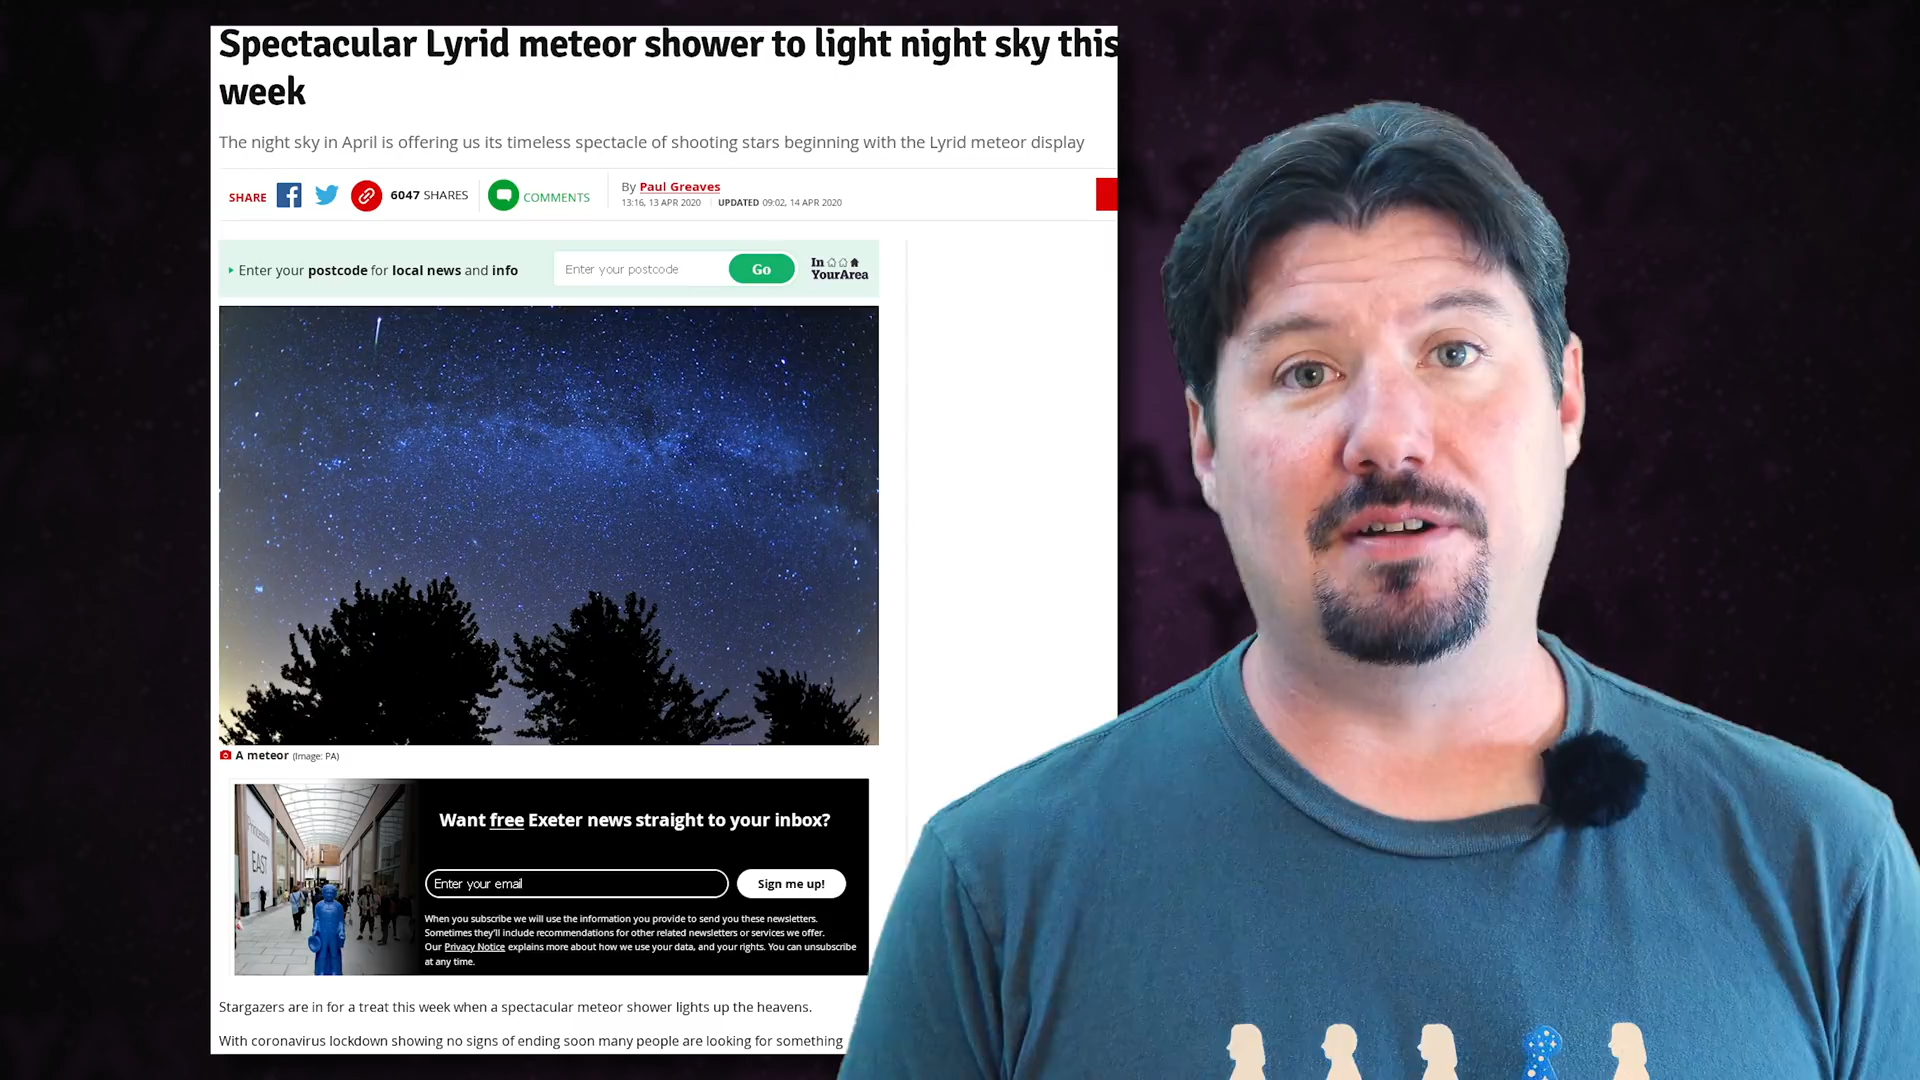 Spectacular Lyrid meteor shower to light night sky this
week
The night sky in April is offering us its timeless spectacle of shooting stars beginning with the Lyrid meteor display
SHARE
6047 SHARES
COMMENTS
By Paul Greaves
13:16, 13 APR 2020 | UPDATED 09:02, 14 APR 2020
Enter your postcode for local news and info
Enter your postcode
Go
In
YourArea
A meteor (Image: PA)
EAST
Want free Exeter news straight to your inbox?
Enter your email
Sign me up!
When you subscribe we will use the information you provide to send you these newsletters.
Sometimes they'll include recommendations for other related newsletters or services we offer.
Our Privacy Notice explains more about how we use your data, and your rights. You can unsubscribe
at any time.
Stargazers are in for a treat this week when a spectacular meteor shower lights up the heavens.
With coronavirus lockdown showing no signs of ending soon many people are looking for something